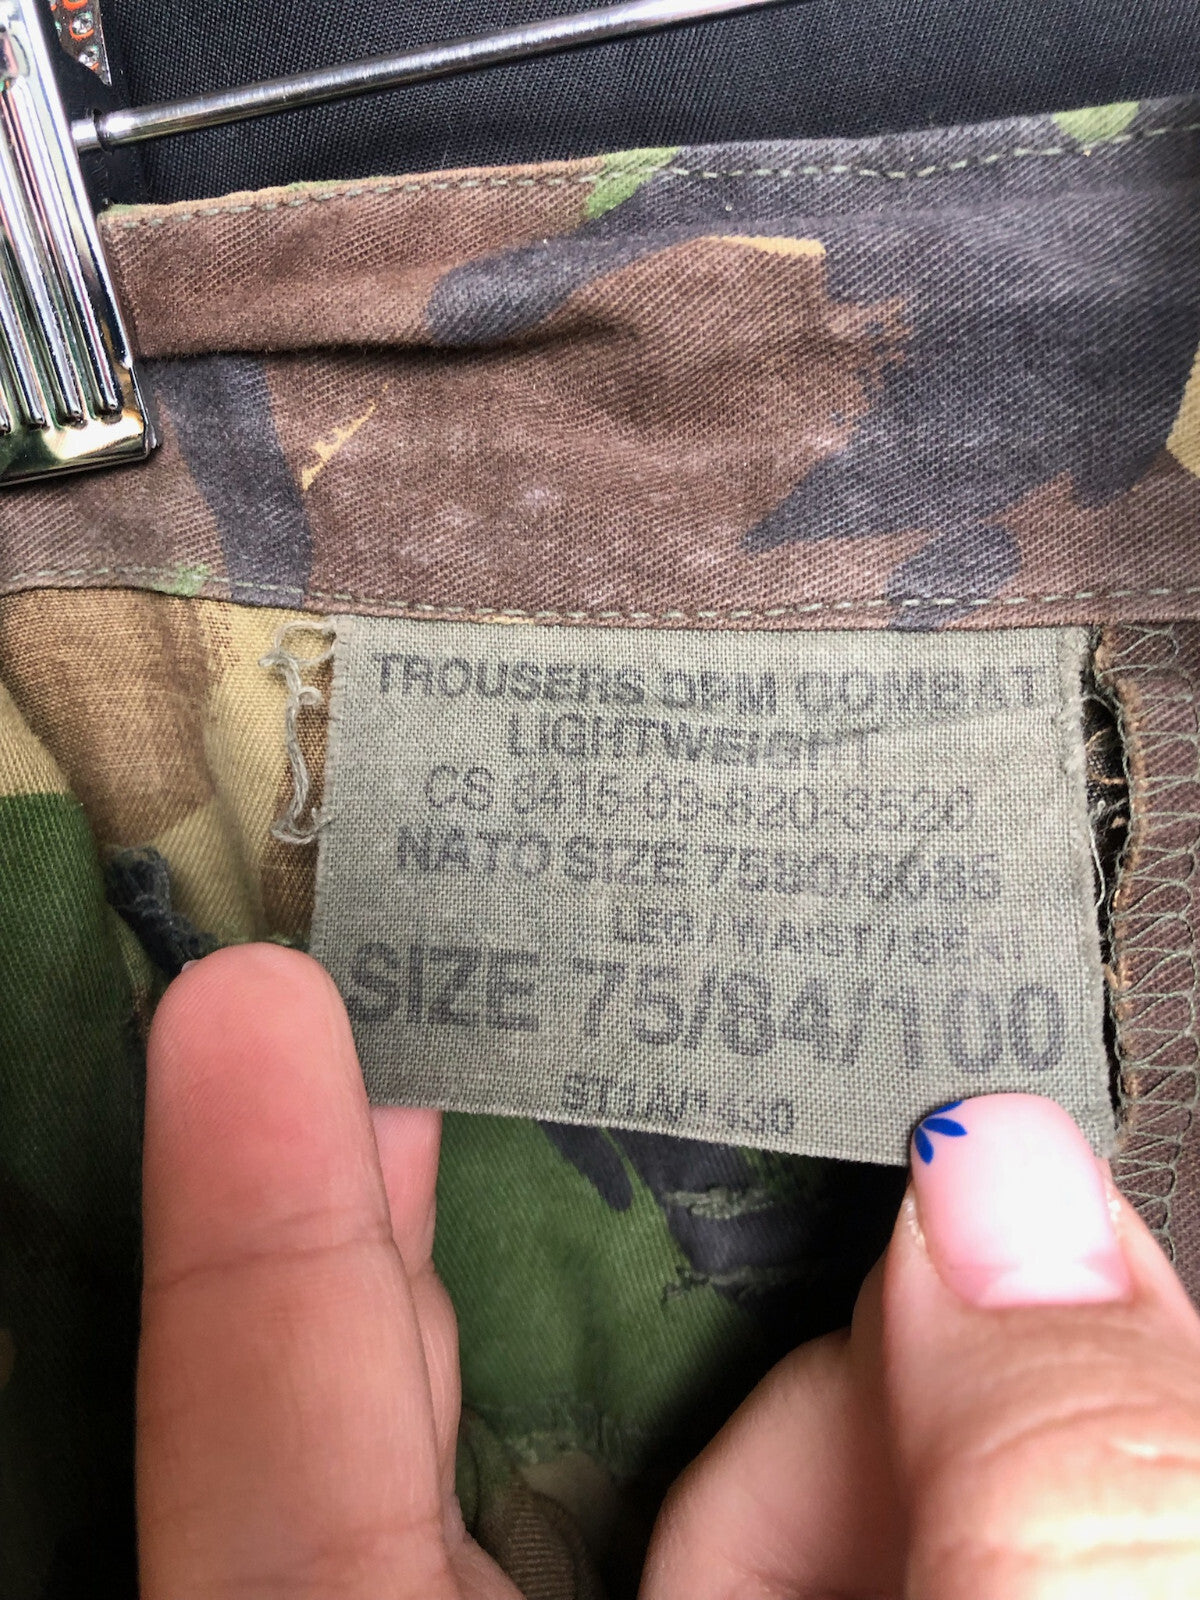 TROUSERS DPM COMBAT
LIGHTWEIGHT
CS 8415-99-820-3520
NATO SIZE 7580/8086
LEG/WAIST/SEAT
SIZE 75/84/100